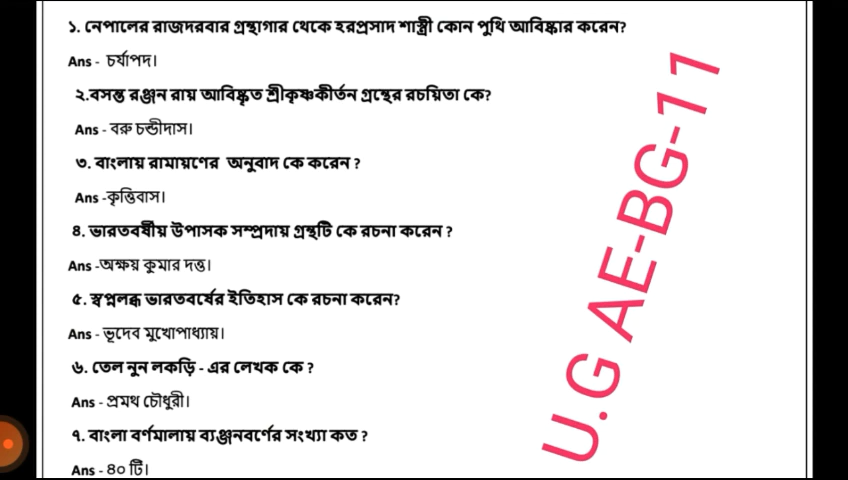 ১. নেপালের রাজদরবার গ্রন্থাগার থেকে হরপ্রসাদ শাস্ত্রী কোন পুথি আবিষ্কার করেন?
Ans - চর্যাপদ।
২.বসন্ত রঞ্জন রায় আবিষ্কৃত শ্রীকৃষ্ণকীর্তন গ্রন্থের রচয়িতা কে?
Ans - বরু চন্ডীদাস।
৩. বাংলায় রামায়ণের অনুবাদ কে করেন ?
Ans -কৃত্তিবাস।
৪. ভারতবর্ষীয় উপাসক সম্প্রদায় গ্রন্থটি কে রচনা করেন ?
Ans -অক্ষয় কুমার দত্ত।
৫. স্বপ্নলব্ধ ভারতবর্ষের ইতিহাস কে রচনা করেন?
Ans - ভূদেব মুখোপাধ্যায়।
৬. তেল নুন লকড়ি - এর লেখক কে ?
Ans - প্রমথ চৌধুরী।
৭. বাংলা বর্ণমালায় ব্যঞ্জনবর্ণের সংখ্যা কত ?
Ans - ৪০ টি।
U.G AE-BG-11